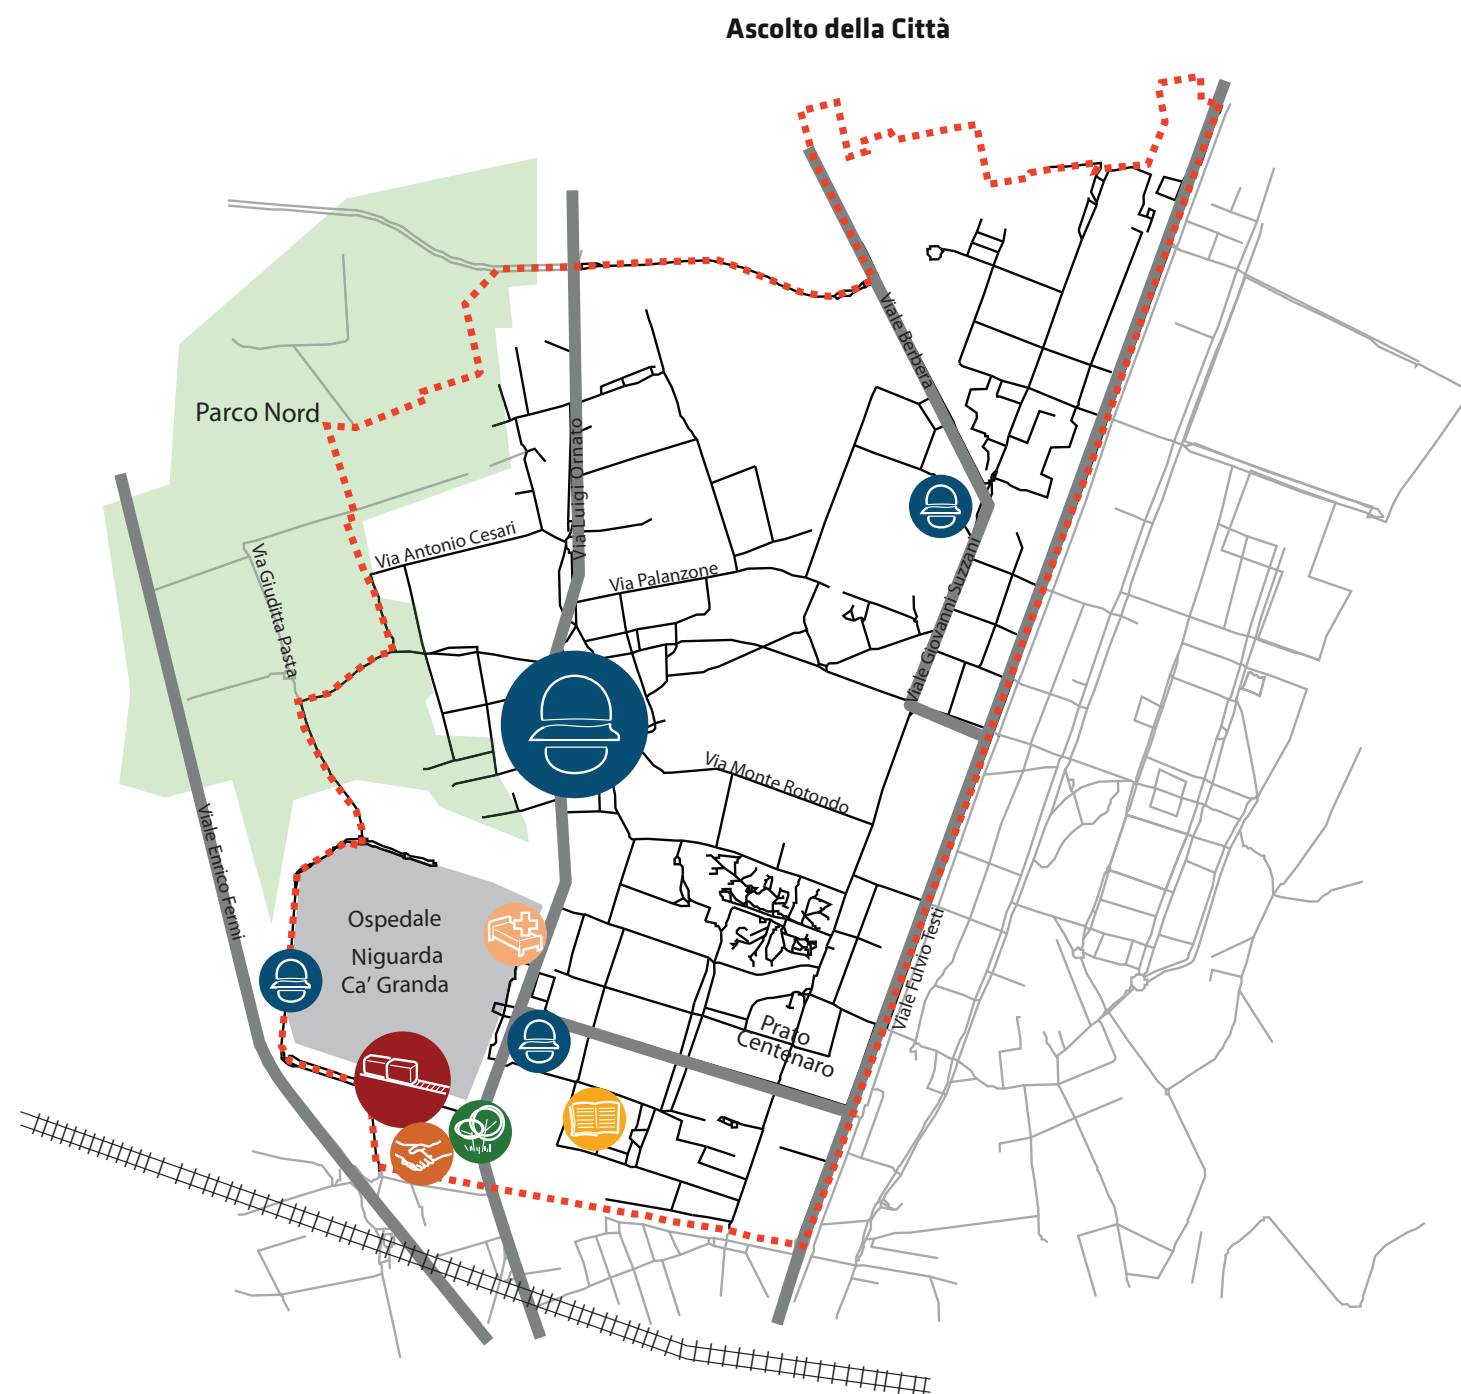 Ascolto della Città
Viale Berbera
Parco Nord
Via Luigi Ornato
Via Antonio Cesari
Via Giuditta Pasta
Via Palanzone
Viale Giovanni Suzzani
Via Monte Rotondo
Viale Enrico Fermi
Ospedale
Niguarda
Ca’ Granda
Viale Fulvio Testi
Prato
Centenaro